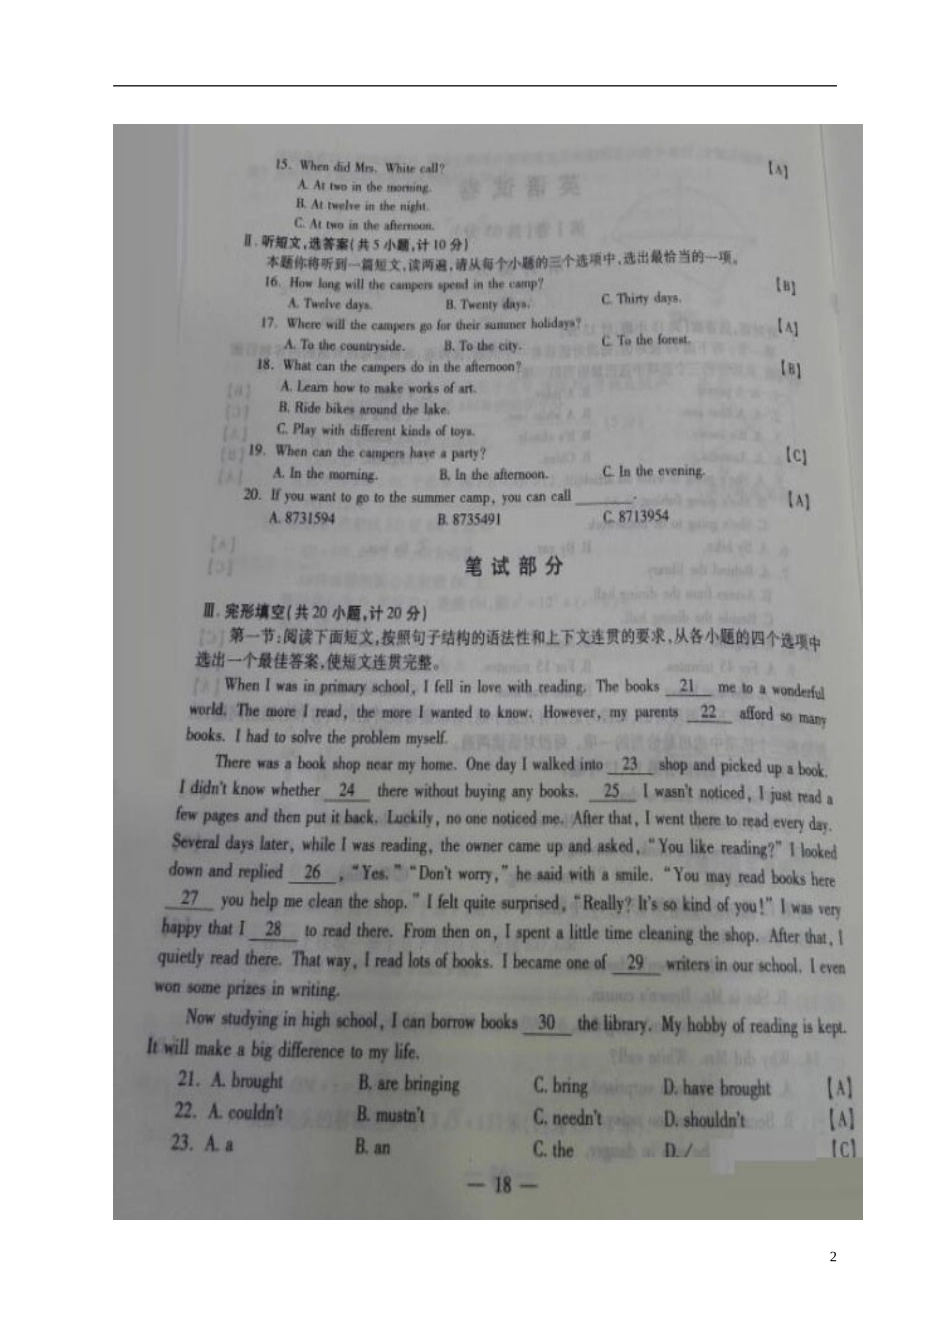 15. When did Mrs. White call? 【A】
A. At two in the morning.
B. At twelve in the night.
C. At two in the afternoon.
Ⅱ. 听短文,选答案(共5小题,计10分)
本题你将听到一篇短文,读两遍,请从每个小题的三个选项中,选出最恰当的一项。
16. How long will the campers spend in the camp? 【B】
A. Twelve days. B. Twenty days. C. Thirty days.
17. Where will the campers go for their summer holidays? 【A】
A. To the countryside. B. To the city. C. To the forest.
18. What can the campers do in the afternoon? 【B】
A. Learn how to make works of art.
B. Ride bikes around the lake.
C. Play with different kinds of toys.
19. When can the campers have a party? 【C】
A. In the morning. B. In the afternoon. C. In the evening.
20. If you want to go to the summer camp, you can call ______. 【A】
A. 8731594 B. 8735491 C. 8713954
笔试部分
Ⅲ. 完形填空(共20小题,计20分)
第一节:阅读下面短文,按照句子结构的语法性和上下文连贯的要求,从各小题的四个选项中
选出一个最佳答案,使短文连贯完整。
When I was in primary school, I fell in love with reading. The books 21 me to a wonderful
world. The more I read, the more I wanted to know. However, my parents 22 afford so many
books. I had to solve the problem myself.
There was a book shop near my home. One day I walked into 23 shop and picked up a book.
I didn't know whether 24 there without buying any books. 25 I wasn't noticed, I just read a
few pages and then put it back. Luckily, no one noticed me. After that, I went there to read every day.
Several days later, while I was reading, the owner came up and asked, "You like reading?" I looked
down and replied 26 , "Yes." "Don't worry," he said with a smile. "You may read books here
27 you help me clean the shop." I felt quite surprised, "Really? It's so kind of you!" I was very
happy that I 28 to read there. From then on, I spent a little time cleaning the shop. After that, I
quietly read there. That way, I read lots of books. I became one of 29 writers in our school. I even
won some prizes in writing.
Now studying in high school, I can borrow books 30 the library. My hobby of reading is kept.
It will make a big difference to my life.
21. A. brought B. are bringing C. bring D. have brought 【A】
22. A. couldn't B. mustn't C. needn't D. shouldn't 【A】
23. A. a B. an C. the D. / 【C】
— 18 —
2